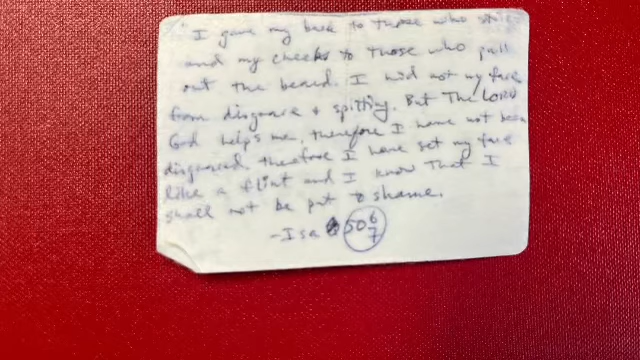 "I gave my back to those who
and my cheeks to those who pull
out the beard. I hid not my face
from disgrace & spitting. But The LORD
God helps me, therefore I have not been
disgraced, therefore I have set my face
like a flint and I know that I
shall not be put to shame.
-Isa 50 6
7